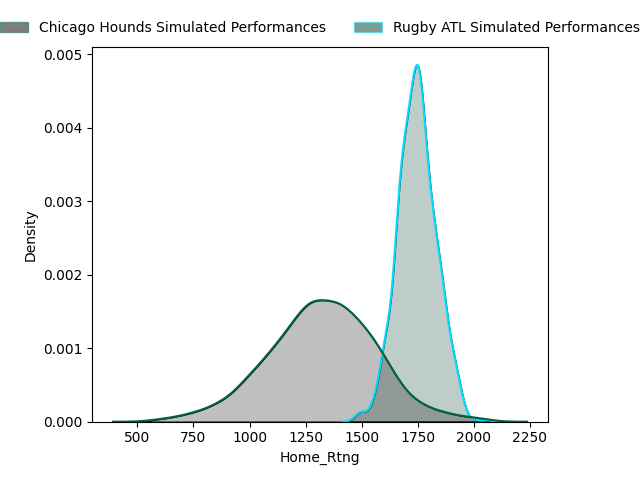 Chicago Hounds Simulated Performances
Rugby ATL Simulated Performances
0.005
0.004
0.003
0.002
0.001
0.000
Density
500 750 1000 1250 1500 1750 2000 2250
Home_Rtng